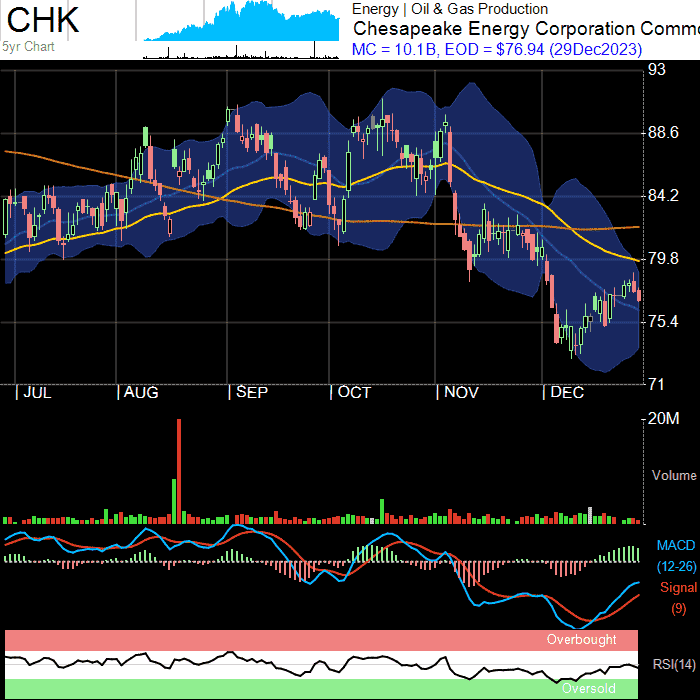 CHK
5yr Chart
Energy | Oil & Gas Production
Chesapeake Energy Corporation Commo
MC = 10.1B, EOD = $76.94 (29Dec2023)
93
88.6
84.2
79.8
75.4
71
JUL AUG SEP OCT NOV DEC
20M
Volume
MACD
(12-26)
Signal
(9)
Overbought
RSI(14)
Oversold